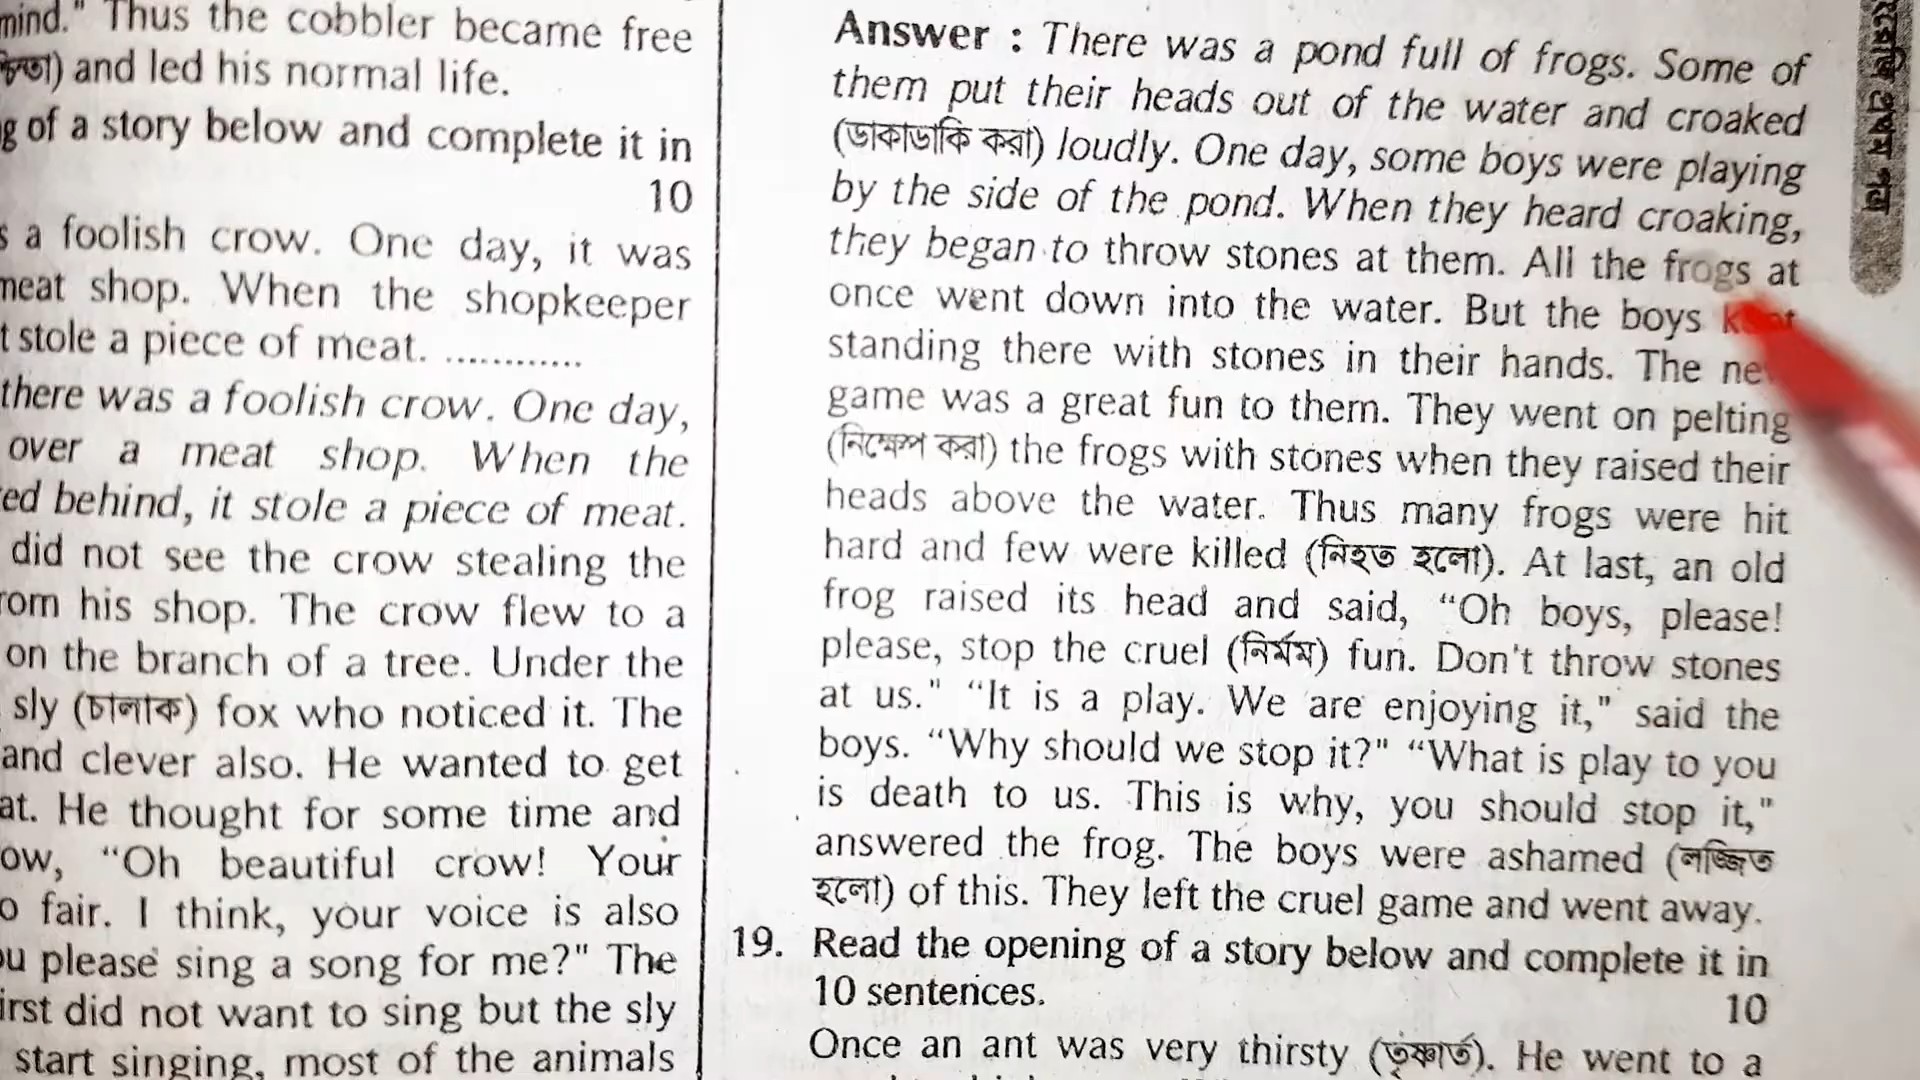 mind." Thus the cobbler became free
and led his normal life.
of a story below and complete it in
10
a foolish crow. One day, it was
meat shop. When the shopkeeper
stole a piece of meat. ............
there was a foolish crow. One day,
over a meat shop. When the
behind, it stole a piece of meat.
did not see the crow stealing the
from his shop. The crow flew to a
on the branch of a tree. Under the
sly (চালাক) fox who noticed it. The
and clever also. He wanted to get
He thought for some time and
"Oh beautiful crow! Your
fair. I think, your voice is also
please sing a song for me?" The
did not want to sing but the sly
start singing, most of the animals
Answer : There was a pond full of frogs. Some of
them put their heads out of the water and croaked
(ডাকাডাকি করা) loudly. One day, some boys were playing
by the side of the pond. When they heard croaking,
they began to throw stones at them. All the frogs at
once went down into the water. But the boys
standing there with stones in their hands. The
game was a great fun to them. They went on pelting
(নিক্ষেপ করা) the frogs with stones when they raised their
heads above the water. Thus many frogs were hit
hard and few were killed (নিহত হলো). At last, an old
frog raised its head and said, "Oh boys, please!
please, stop the cruel (নির্মম) fun. Don't throw stones
at us." "It is a play. We are enjoying it," said the
boys. "Why should we stop it?" "What is play to you
is death to us. This is why, you should stop it,"
answered the frog. The boys were ashamed (লজ্জিত
হলো) of this. They left the cruel game and went away.
19. Read the opening of a story below and complete it in
10 sentences.
10
Once an ant was very thirsty (তৃষ্ণার্ত). He went to a